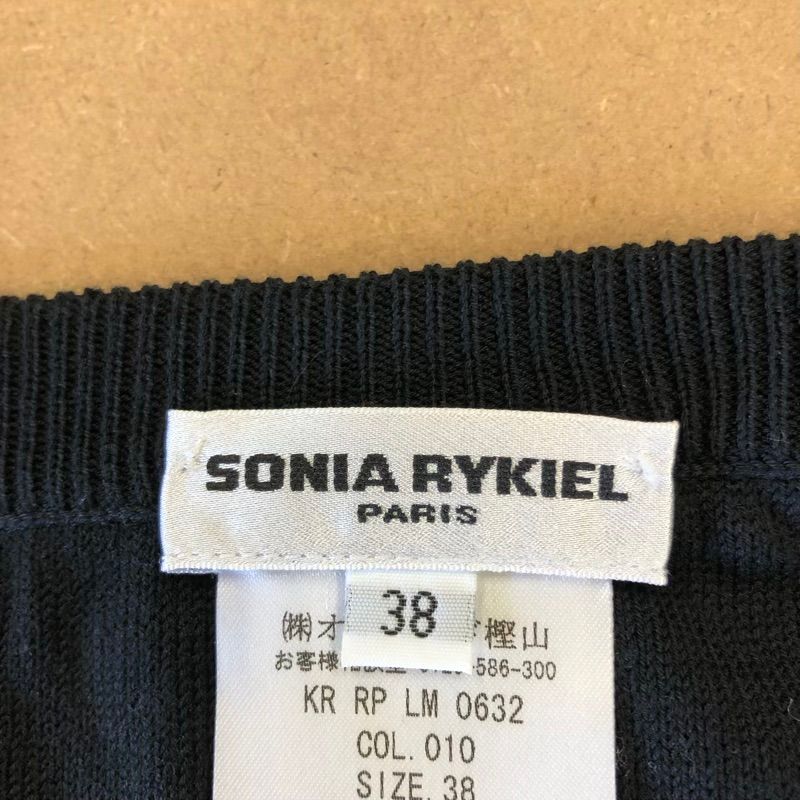 SONIA RYKIEL
PARIS
38
㈱オ 樫山
お客様 586-300
KR RP LM 0632
COL.010
SIZE.38